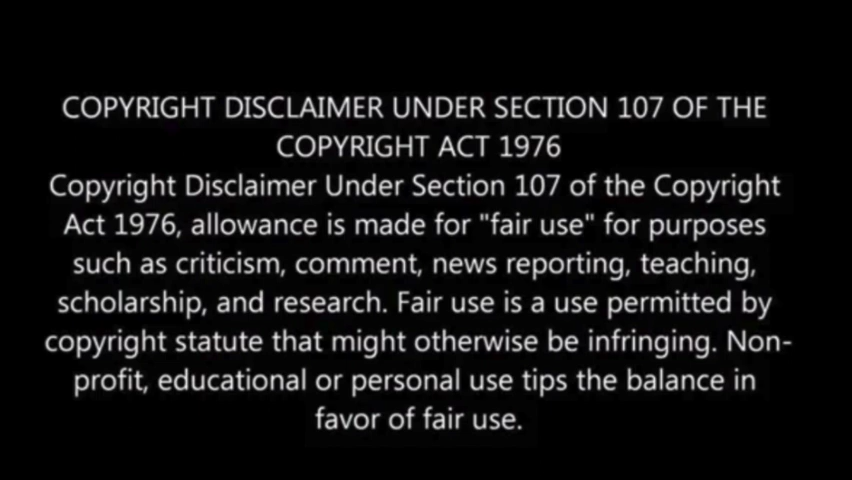 COPYRIGHT DISCLAIMER UNDER SECTION 107 OF THE
COPYRIGHT ACT 1976
Copyright Disclaimer Under Section 107 of the Copyright
Act 1976, allowance is made for "fair use" for purposes
such as criticism, comment, news reporting, teaching,
scholarship, and research. Fair use is a use permitted by
copyright statute that might otherwise be infringing. Non-
profit, educational or personal use tips the balance in
favor of fair use.